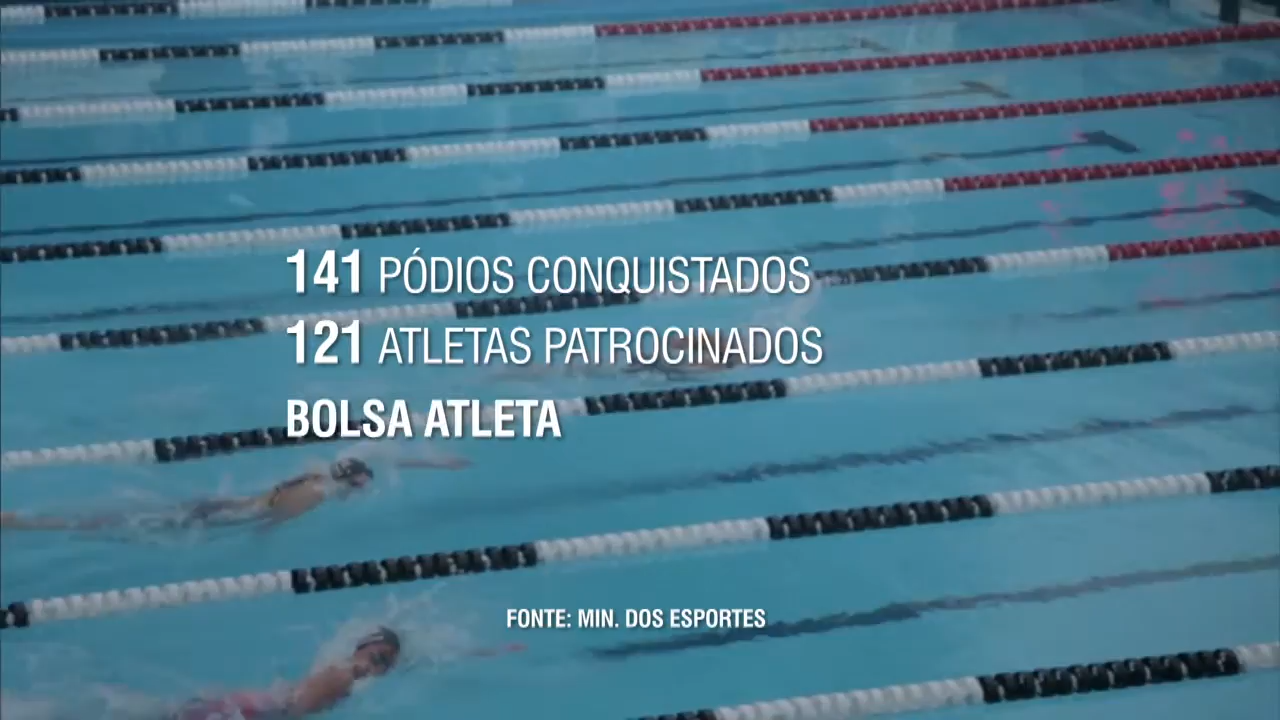 141 PÓDIOS CONQUISTADOS
121 ATLETAS PATROCINADOS
BOLSA ATLETA
FONTE: MIN. DOS ESPORTES